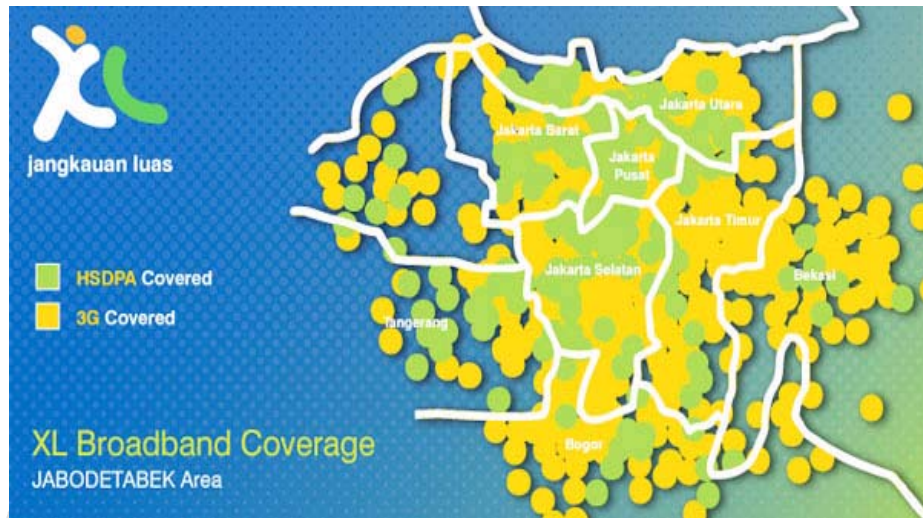 XL
jangkauan luas
HSDPA Covered
3G Covered
XL Broadband Coverage
JABODETABEK Area
Jakarta Utara
Jakarta Barat
Jakarta
Pusat
Jakarta Timur
Jakarta Selatan
Bekasi
Tangerang
Bogor